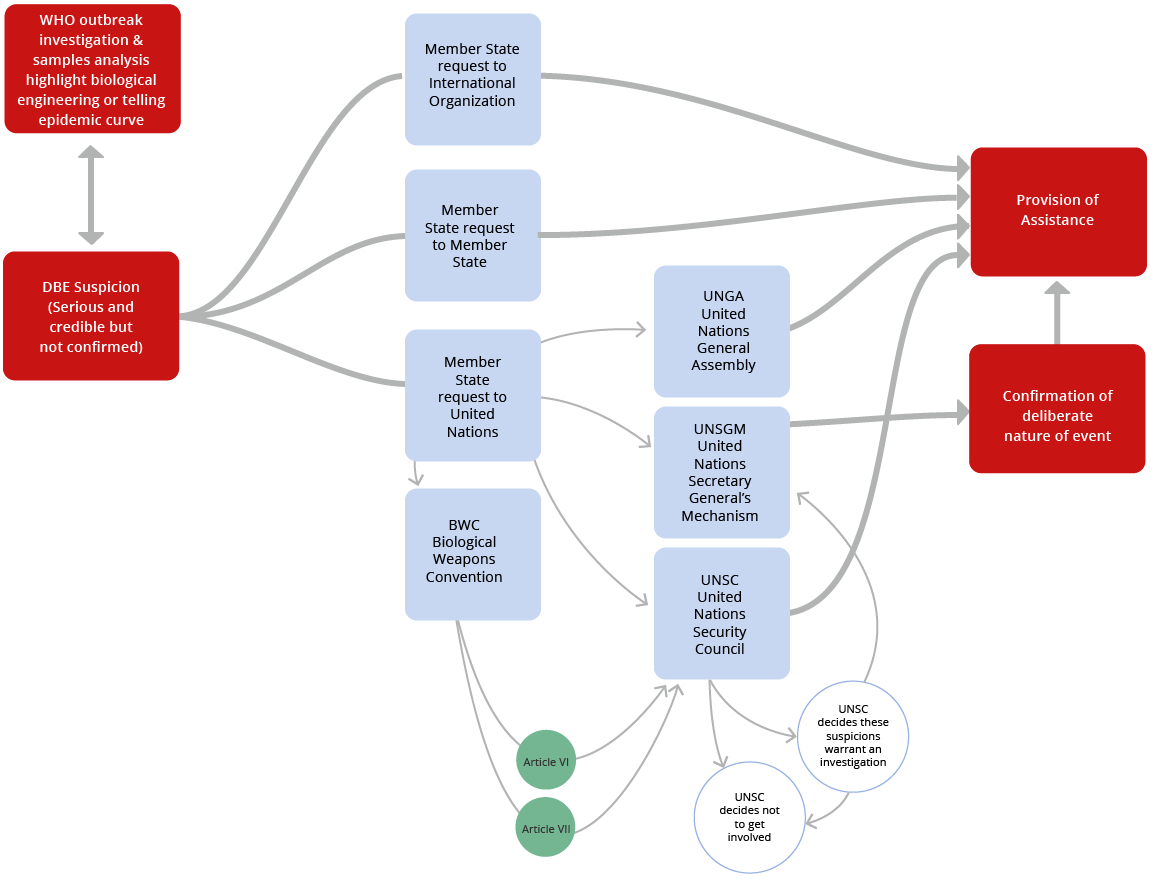 WHO outbreak
investigation &
samples analysis
highlight biological
engineering or telling
epidemic curve
DBE Suspicion
(Serious and
credible but
not confirmed)
Member State
request to
International
Organization
Member
State request
to Member
State
Member
State
request to
United
Nations
BWC
Biological
Weapons
Convention
UNGA
United
Nations
General
Assembly
UNSGM
United
Nations
Secretary
General’s
Mechanism
UNSC
United
Nations
Security
Council
Provision of
Assistance
Confirmation of
deliberate
nature of event
Article VI
Article VII
UNSC
decides these
suspicions
warrant an
investigation
UNSC
decides not
to get
involved